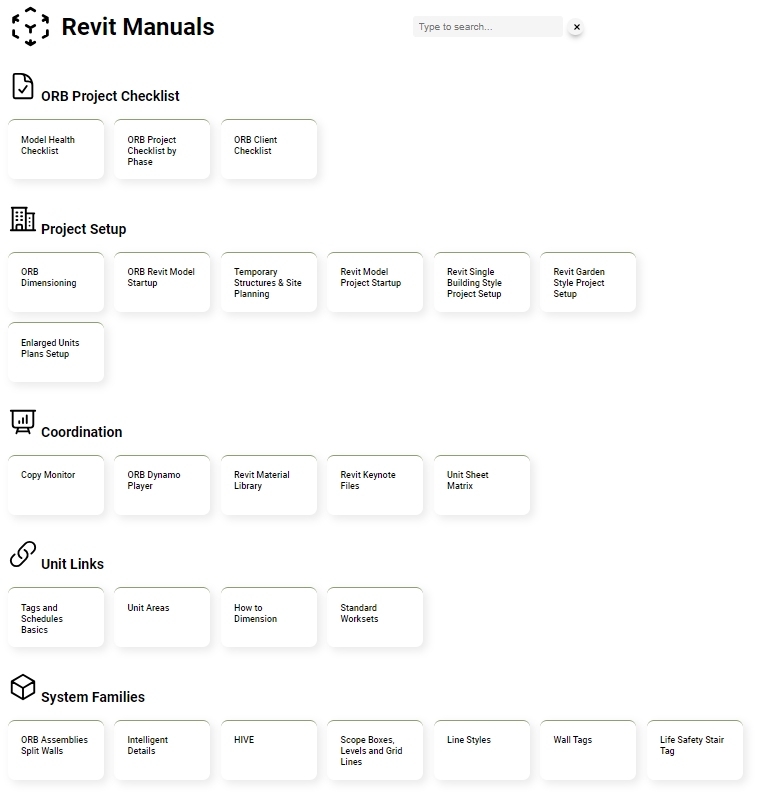 Revit Manuals
Type to search...
×
ORB Project Checklist
Model Health
Checklist
ORB Project
Checklist by
Phase
ORB Client
Checklist
Project Setup
ORB
Dimensioning
ORB Revit Model
Startup
Temporary
Structures & Site
Planning
Revit Model
Project Startup
Revit Single
Building Style
Project Setup
Revit Garden
Style Project
Setup
Enlarged Units
Plans Setup
Coordination
Copy Monitor
ORB Dynamo
Player
Revit Material
Library
Revit Keynote
Files
Unit Sheet
Matrix
Unit Links
Tags and
Schedules
Basics
Unit Areas
How to
Dimension
Standard
Worksets
System Families
ORB Assemblies
Split Walls
Intelligent
Details
HIVE
Scope Boxes,
Levels and Grid
Lines
Line Styles
Wall Tags
Life Safety Stair
Tag